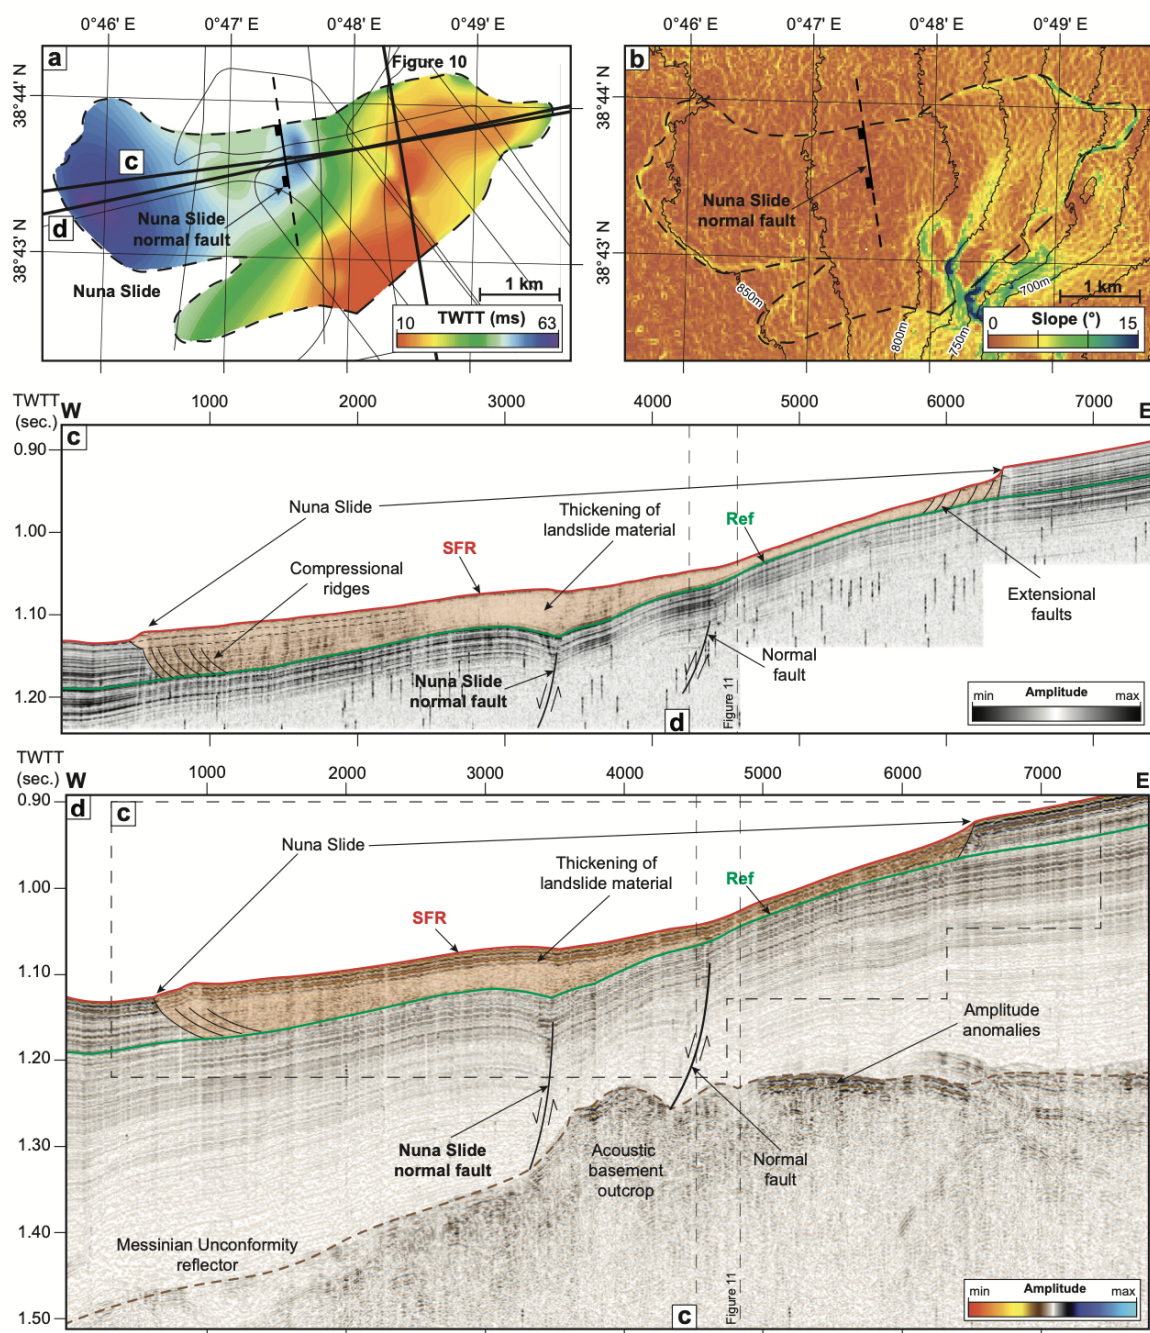 0°46' E 0°47' E 0°48' E 0°49' E
a
Figure 10
38°44' N
38°43' N
c
d
Nuna Slide
normal fault
Nuna Slide
1 km
TWTT (ms)
10 63
0°46' E 0°47' E 0°48' E 0°49' E
b
38°44' N
38°43' N
Nuna Slide
normal fault
850m
800m
750m
700m
1 km
Slope (°)
0 15
TWTT
(sec.)
W 1000 2000 3000 4000 5000 6000 7000 E
c
0.90
1.00
1.10
1.20
Nuna Slide
Thickening of
landslide material
SFR
Ref
Compressional
ridges
Extensional
faults
Nuna Slide
normal fault
Normal
fault
Figure 11
d
min Amplitude max
TWTT
(sec.)
W 1000 2000 3000 4000 5000 6000 7000 E
0.90
d
c
1.00
1.10
1.20
1.30
1.40
1.50
Nuna Slide
Thickening of
landslide material
Ref
SFR
Amplitude
anomalies
Nuna Slide
normal fault
Acoustic
basement
outcrop
Normal
fault
Messinian Unconformity
reflector
Figure 11
c
min Amplitude max